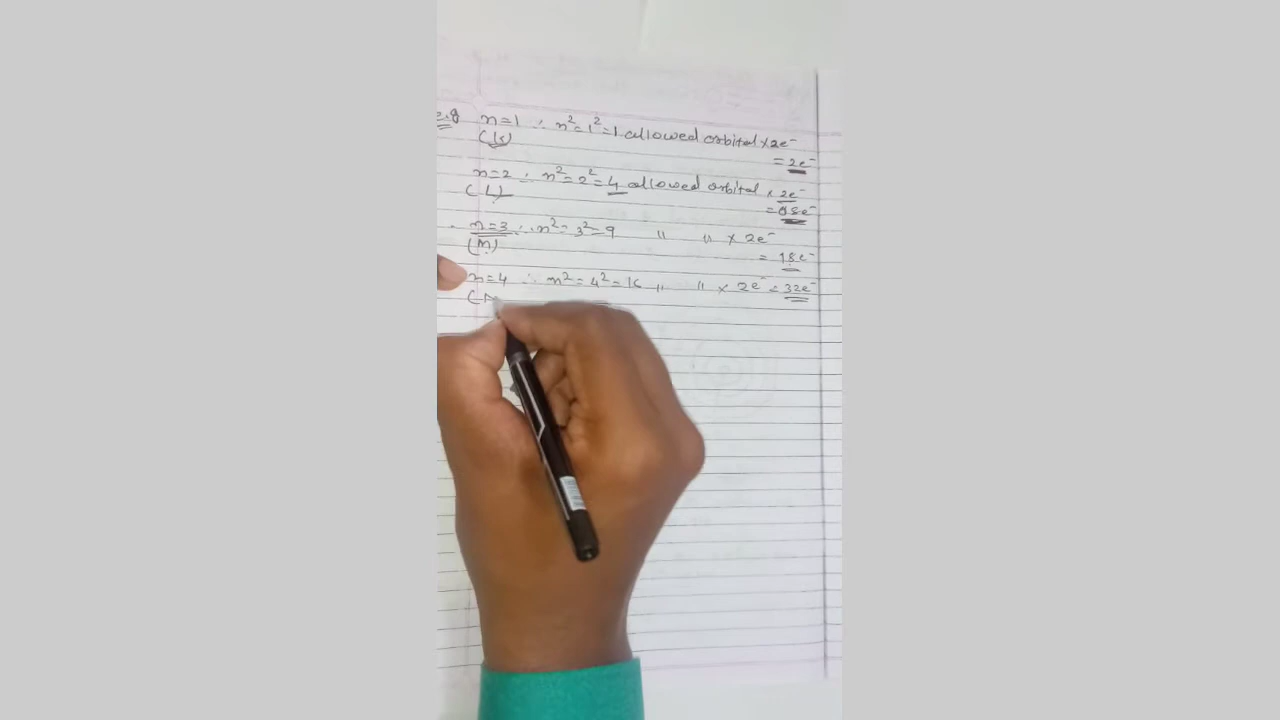 e.g n=1 ∴ n²=1²=1 allowed orbital × 2e⁻
(K) = 2e⁻
n=2 ∴ n²=2²=4 allowed orbital × 2e⁻
(L) = 8e⁻
n=3 ∴ n²=3²=9 〃 〃 × 2e⁻
(M) = 18e⁻
n=4 ∴ n²=4²=16 〃 〃 × 2e⁻ = 32e⁻
(N